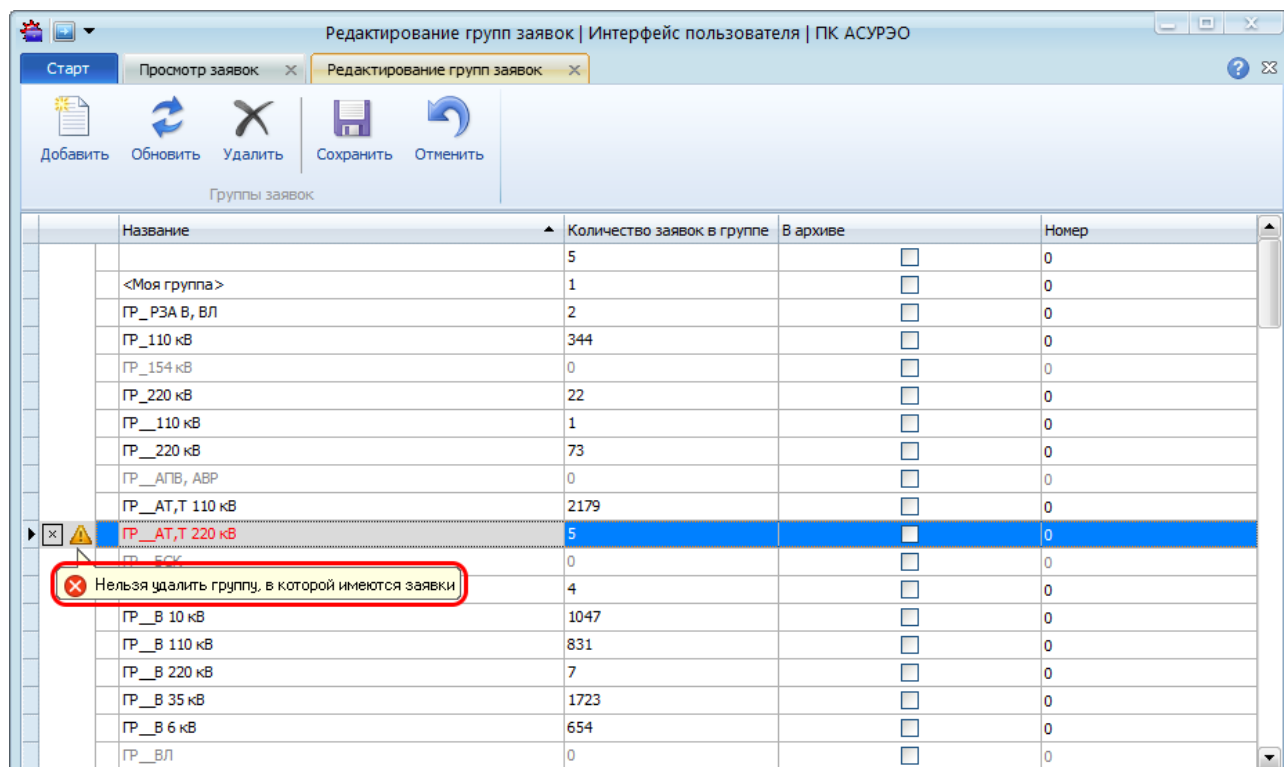 Редактирование групп заявок | Интерфейс пользователя | ПК АСУРЭО
Старт Просмотр заявок Редактирование групп заявок
Добавить Обновить Удалить Сохранить Отменить
Группы заявок
Название Количество заявок в группе В архиве Номер
5 0
<Моя группа> 1 0
ГР_РЗА В, ВЛ 2 0
ГР_110 кВ 344 0
ГР_154 кВ 0 0
ГР_220 кВ 22 0
ГР__110 кВ 1 0
ГР__220 кВ 73 0
ГР__АПВ, АВР 0 0
ГР__АТ,Т 110 кВ 2179 0
ГР__АТ,Т 220 кВ 5 0
ГР__БСК 0 0
Нельзя удалить группу, в которой имеются заявки
4 0
ГР__В 10 кВ 1047 0
ГР__В 110 кВ 831 0
ГР__В 220 кВ 7 0
ГР__В 35 кВ 1723 0
ГР__В 6 кВ 654 0
ГР__ВЛ 0 0